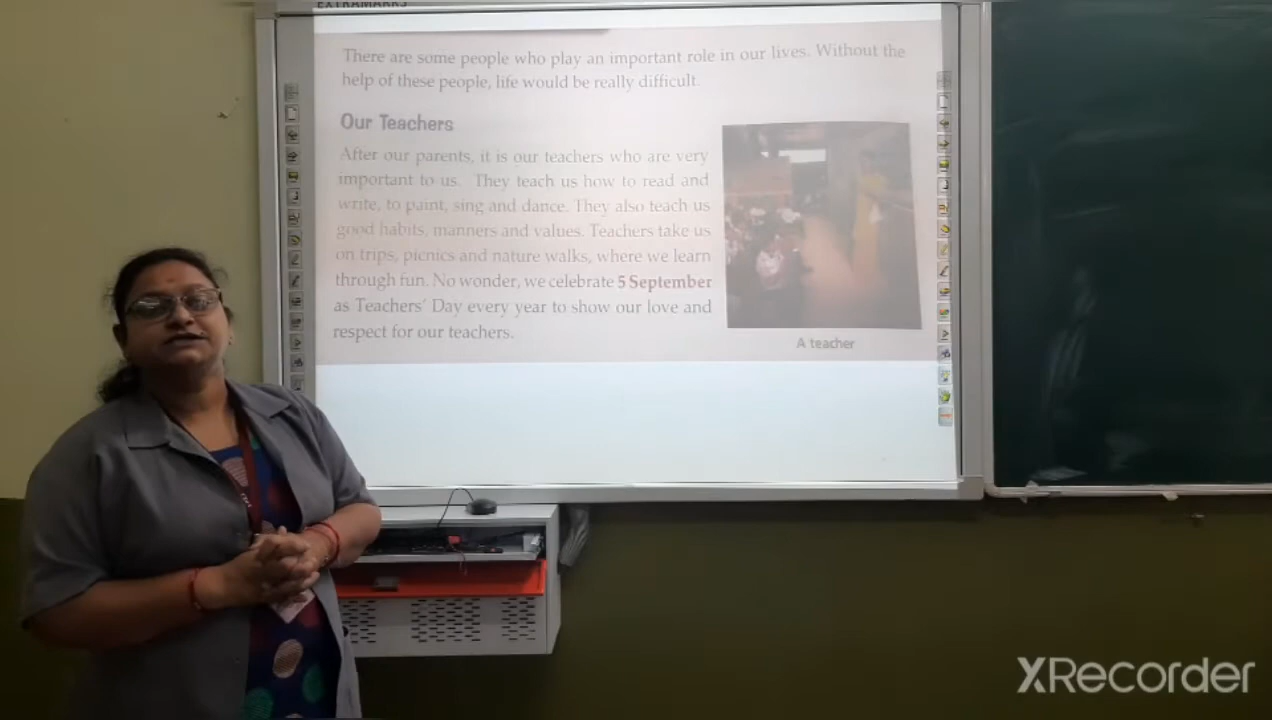 EXTRAMARKS
There are some people who play an important role in our lives. Without the
help of these people, life would be really difficult.
Our Teachers
After our parents, it is our teachers who are very
important to us. They teach us how to read and
write, to paint, sing and dance. They also teach us
good habits, manners and values. Teachers take us
on trips, picnics and nature walks, where we learn
through fun. No wonder, we celebrate 5 September
as Teachers' Day every year to show our love and
respect for our teachers.
A teacher
XRecorder